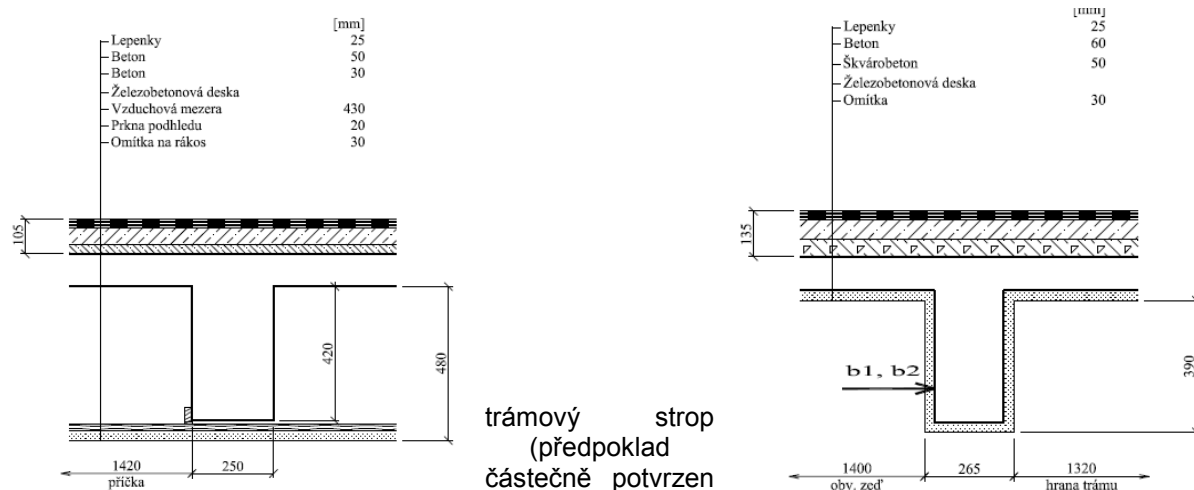 [mm]
Lepenky 25
Beton 50
Beton 30
Železobetonová deska
Vzduchová mezera 430
Prkna podhledu 20
Omítka na rákos 30
105
420
480
1420 250
příčka
trámový strop
(předpoklad
částečně potvrzen
[mm]
Lepenky 25
Beton 60
Škvárobeton 50
Železobetonová deska
Omítka 30
135
b1, b2
390
1400 265 1320
obv. zeď hrana trámu